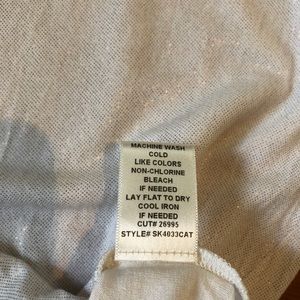 MACHINE WASH
COLD
LIKE COLORS
NON-CHLORINE
BLEACH
IF NEEDED
LAY FLAT TO DRY
COOL IRON
IF NEEDED
CUT# 26995
STYLE# SK4033CAT